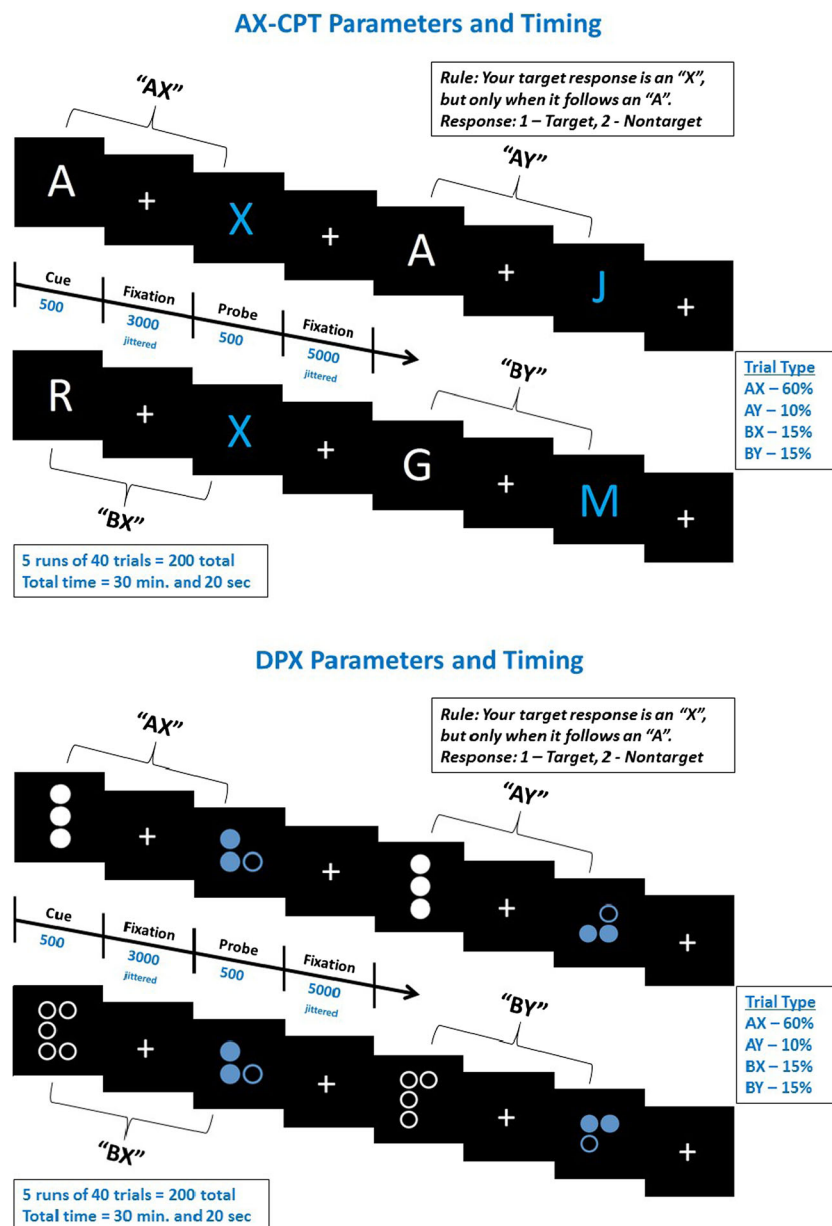 AX-CPT Parameters and Timing
Rule: Your target response is an “X”,
but only when it follows an “A”.
Response: 1 – Target, 2 - Nontarget
“AX”
“AY”
A
+
X
+
A
+
J
+
Cue
500
Fixation
3000
jittered
Probe
500
Fixation
5000
jittered
“BY”
Trial Type
AX – 60%
AY – 10%
BX – 15%
BY – 15%
R
+
X
+
G
+
M
+
“BX”
5 runs of 40 trials = 200 total
Total time = 30 min. and 20 sec
DPX Parameters and Timing
Rule: Your target response is an “X”,
but only when it follows an “A”.
Response: 1 – Target, 2 - Nontarget
“AX”
“AY”
+
+
+
+
Cue
500
Fixation
3000
jittered
Probe
500
Fixation
5000
jittered
“BY”
Trial Type
AX – 60%
AY – 10%
BX – 15%
BY – 15%
+
+
+
+
“BX”
5 runs of 40 trials = 200 total
Total time = 30 min. and 20 sec